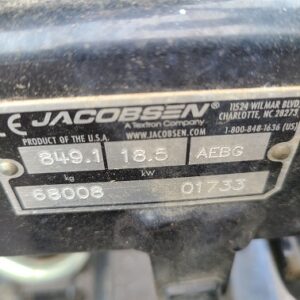 CE JACOBSEN
A Textron Company
11524 WILMAR BLVD.
CHARLOTTE, NC 28273
PRODUCT OF THE U.S.A. WWW.JACOBSEN.COM 1-800-848-1636 (US)
849.1 18.5 AEBG
kg kW
68008 01733